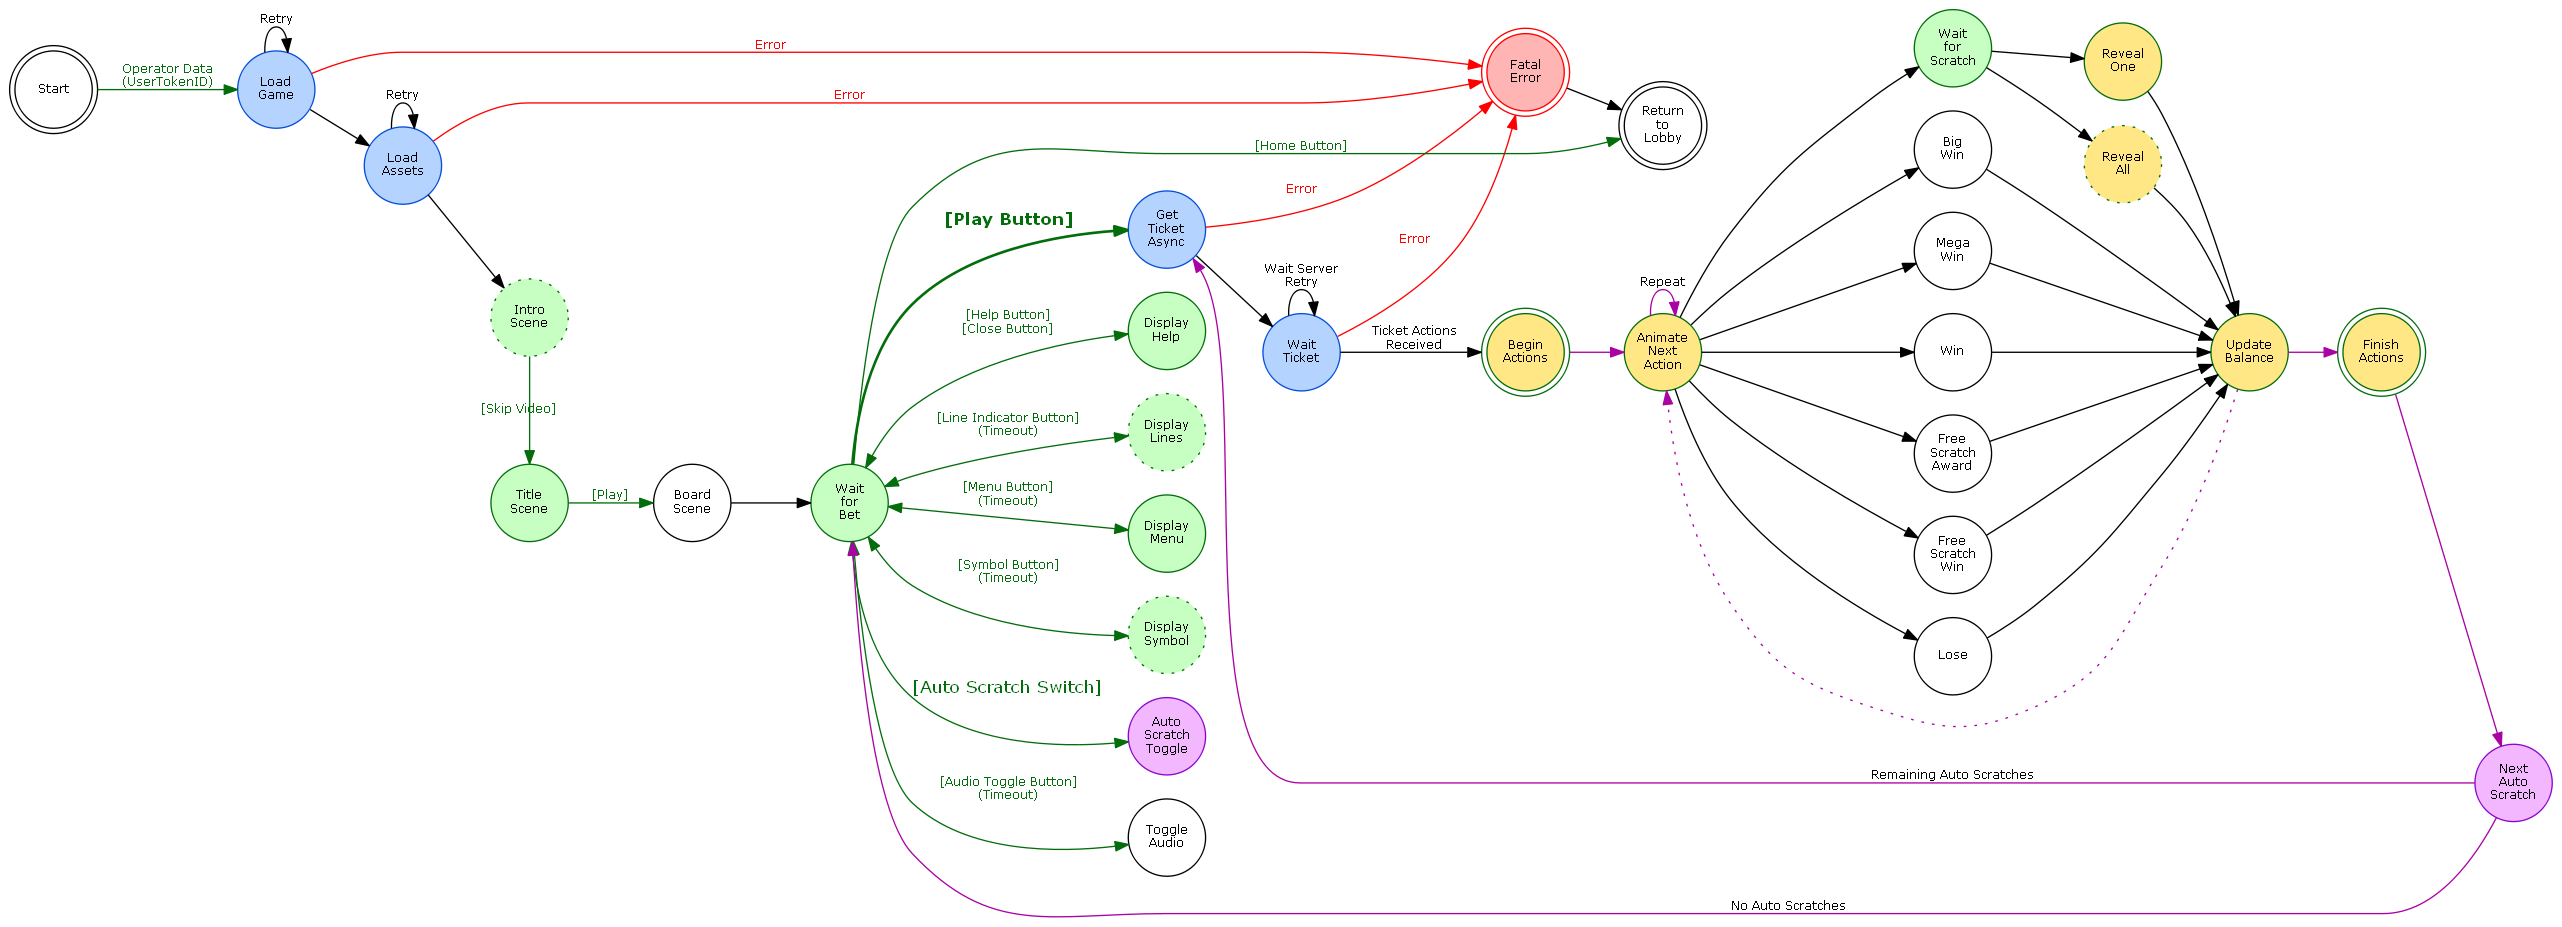 Start
Operator Data
(UserTokenID)
Retry
Load
Game
Retry
Load
Assets
Error
Error
Intro
Scene
[Skip Video]
Title
Scene
[Play]
Board
Scene
Wait
for
Bet
[Home Button]
[Play Button]
[Help Button]
[Close Button]
[Line Indicator Button]
(Timeout)
[Menu Button]
(Timeout)
[Symbol Button]
(Timeout)
[Auto Scratch Switch]
[Audio Toggle Button]
(Timeout)
Get
Ticket
Async
Display
Help
Display
Lines
Display
Menu
Display
Symbol
Auto
Scratch
Toggle
Toggle
Audio
Error
Error
Wait Server
Retry
Wait
Ticket
Ticket Actions
Received
Fatal
Error
Return
to
Lobby
Begin
Actions
Repeat
Animate
Next
Action
Wait
for
Scratch
Big
Win
Mega
Win
Win
Free
Scratch
Award
Free
Scratch
Win
Lose
Reveal
One
Reveal
All
Update
Balance
Finish
Actions
Next
Auto
Scratch
Remaining Auto Scratches
No Auto Scratches